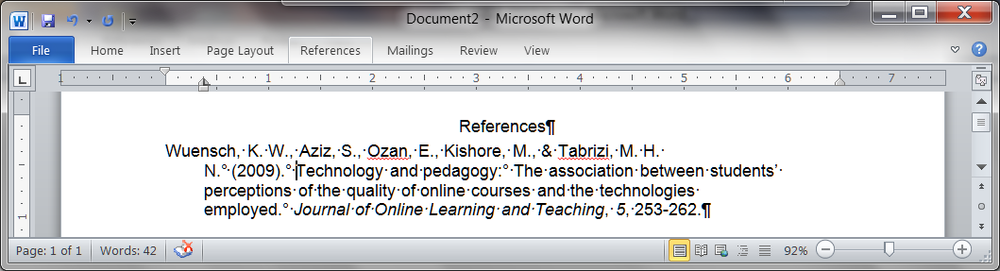 Document2 - Microsoft Word
File Home Insert Page Layout References Mailings Review View
1 1 2 3 4 5 6 7
References¶
Wuensch,·K.·W.,·Aziz,·S.,·Ozan,·E.,·Kishore,·M.,·&·Tabrizi,·M.·H.·
N.°·(2009).°·Technology·and·pedagogy:°·The·association·between·students’·
perceptions·of·the·quality·of·online·courses·and·the·technologies·
employed.°·Journal·of·Online·Learning·and·Teaching,·5,·253-262.¶
1
Page: 1 of 1 Words: 42 92%